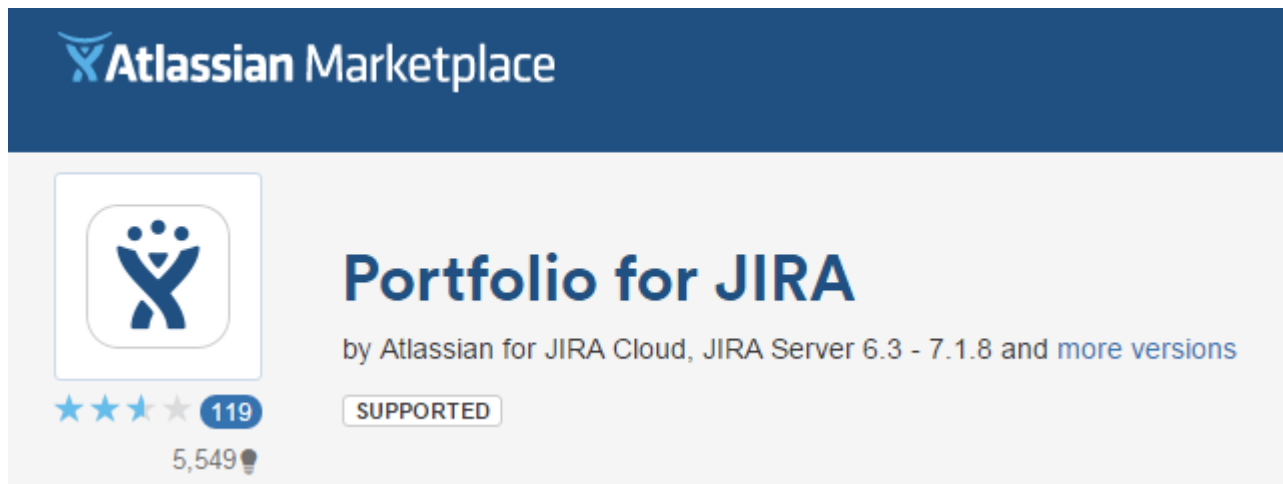 Atlassian Marketplace
Portfolio for JIRA
by Atlassian for JIRA Cloud, JIRA Server 6.3 - 7.1.8 and more versions
119
SUPPORTED
5,549